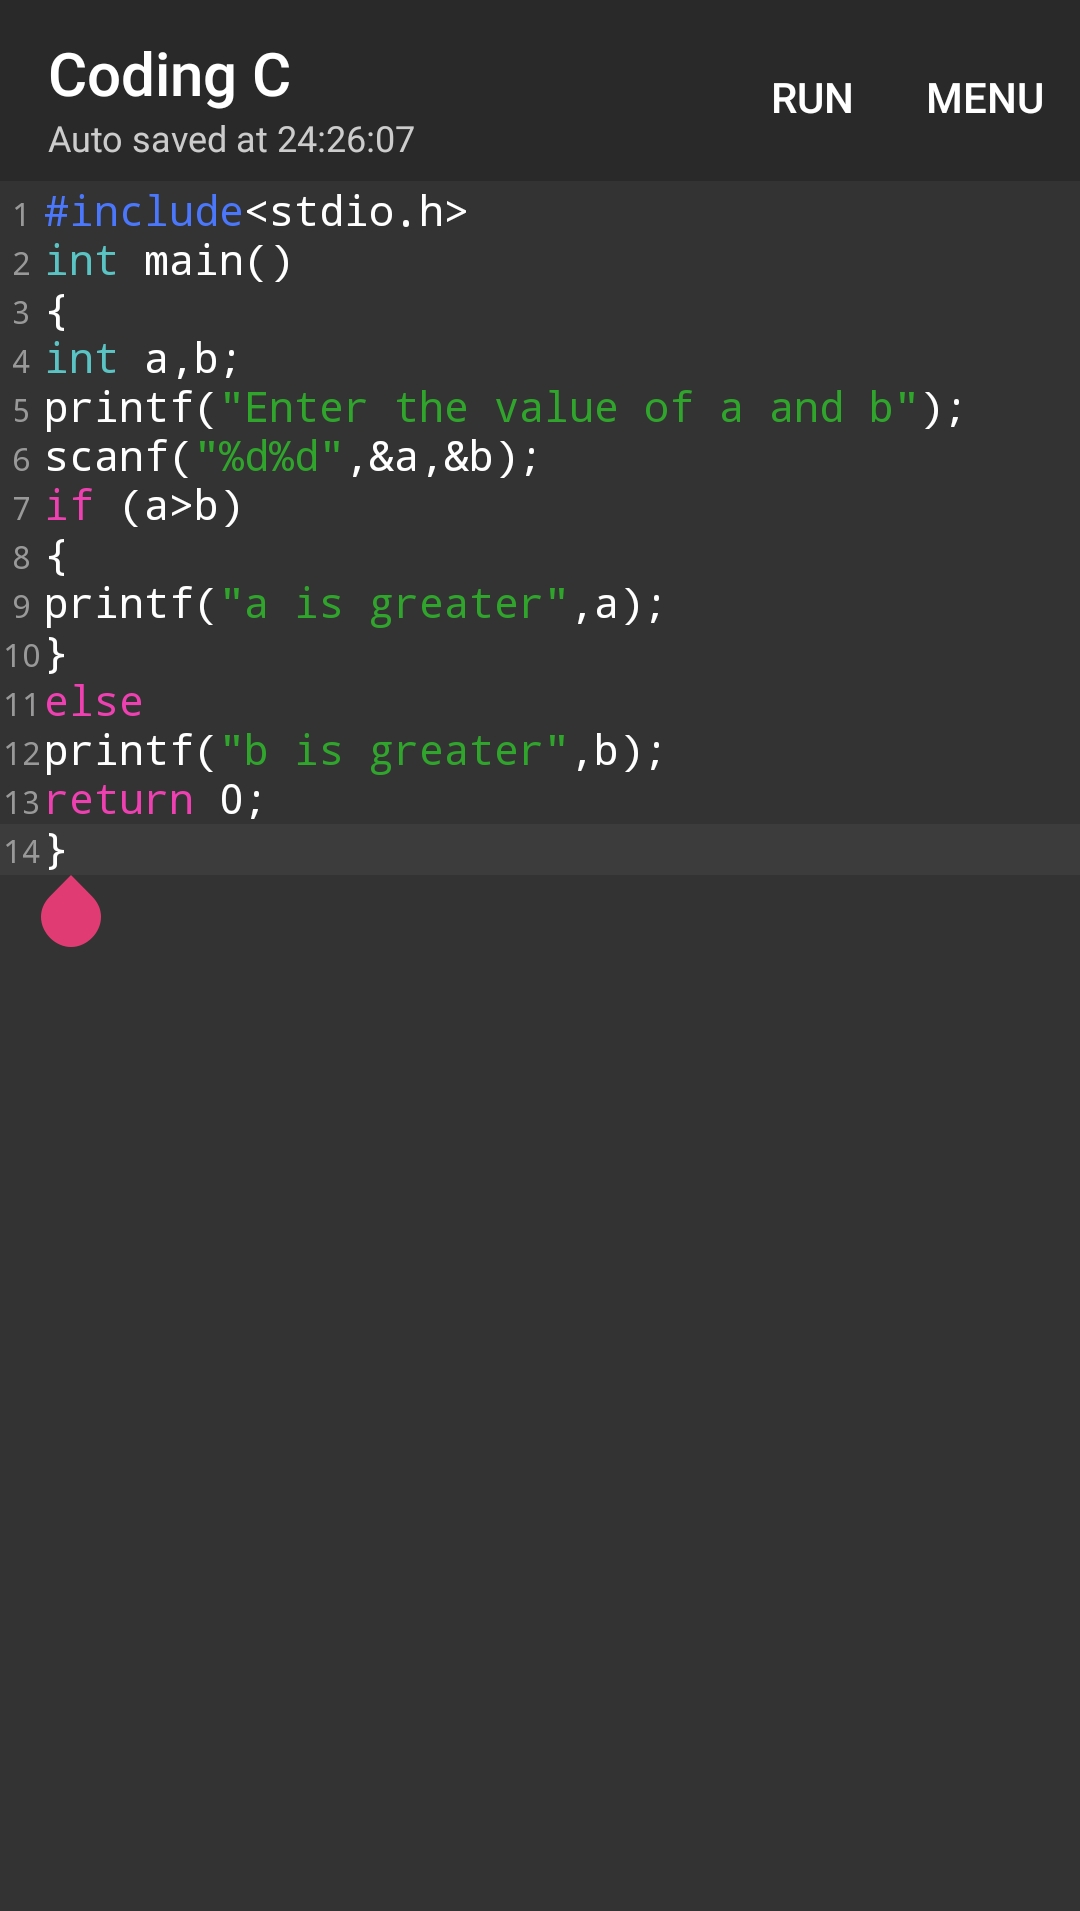 Coding C
Auto saved at 24:26:07
RUN MENU
1 #include<stdio.h>
2 int main()
3 {
4 int a,b;
5 printf("Enter the value of a and b");
6 scanf("%d%d",&a,&b);
7 if (a>b)
8 {
9 printf("a is greater",a);
10 }
11 else
12 printf("b is greater",b);
13 return 0;
14 }